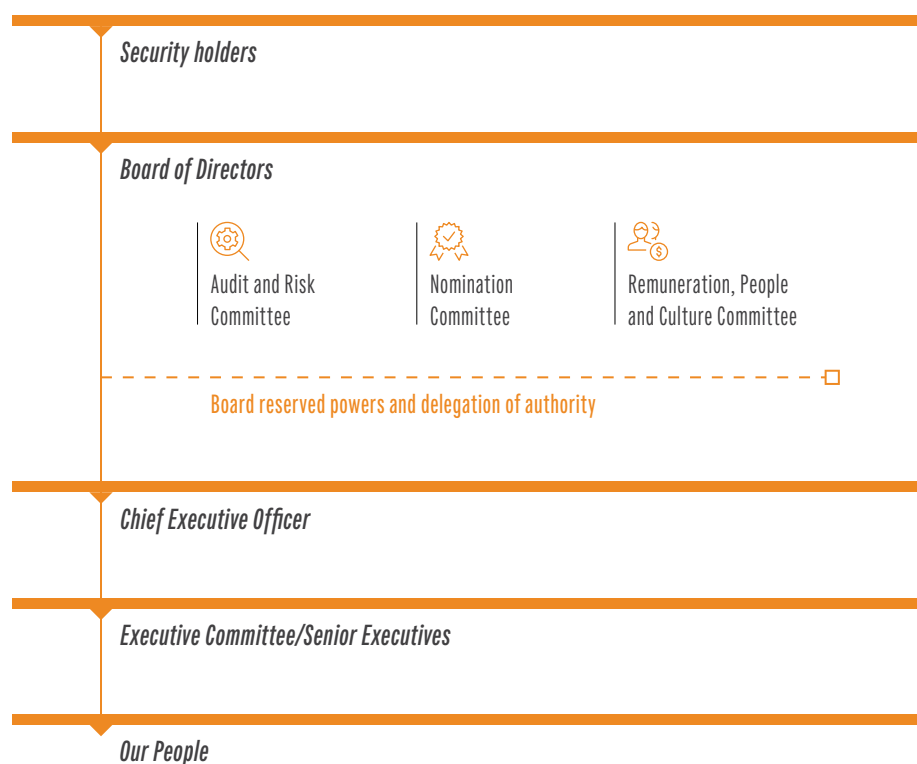 Security holders
Board of Directors
Audit and Risk
Committee
Nomination
Committee
Remuneration, People
and Culture Committee
Board reserved powers and delegation of authority
Chief Executive Officer
Executive Committee/Senior Executives
Our People